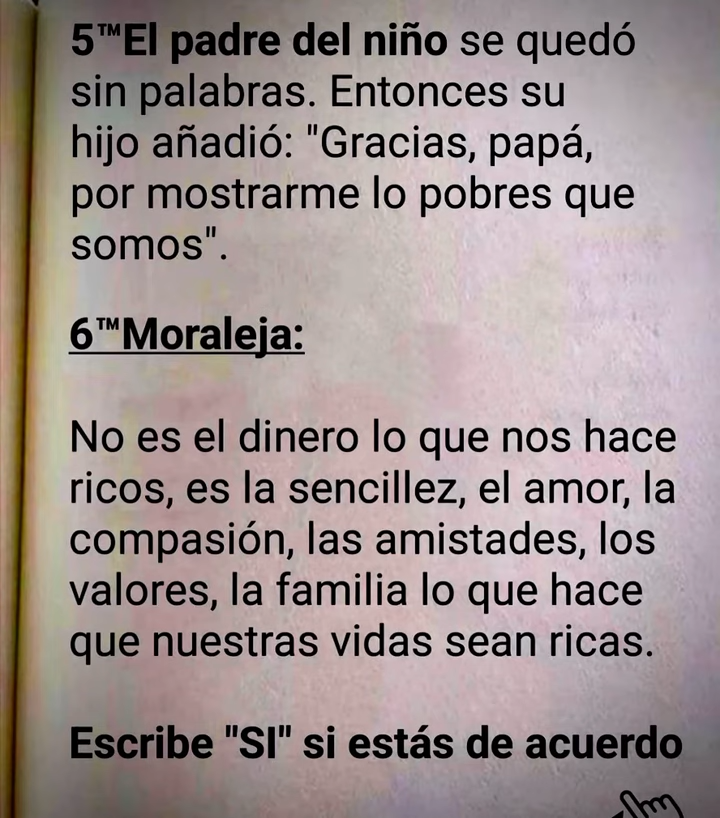 5™El padre del niño se quedó
sin palabras. Entonces su
hijo añadió: "Gracias, papá,
por mostrarme lo pobres que
somos".
6™Moraleja:
No es el dinero lo que nos hace
ricos, es la sencillez, el amor, la
compasión, las amistades, los
valores, la familia lo que hace
que nuestras vidas sean ricas.
Escribe "SI" si estás de acuerdo